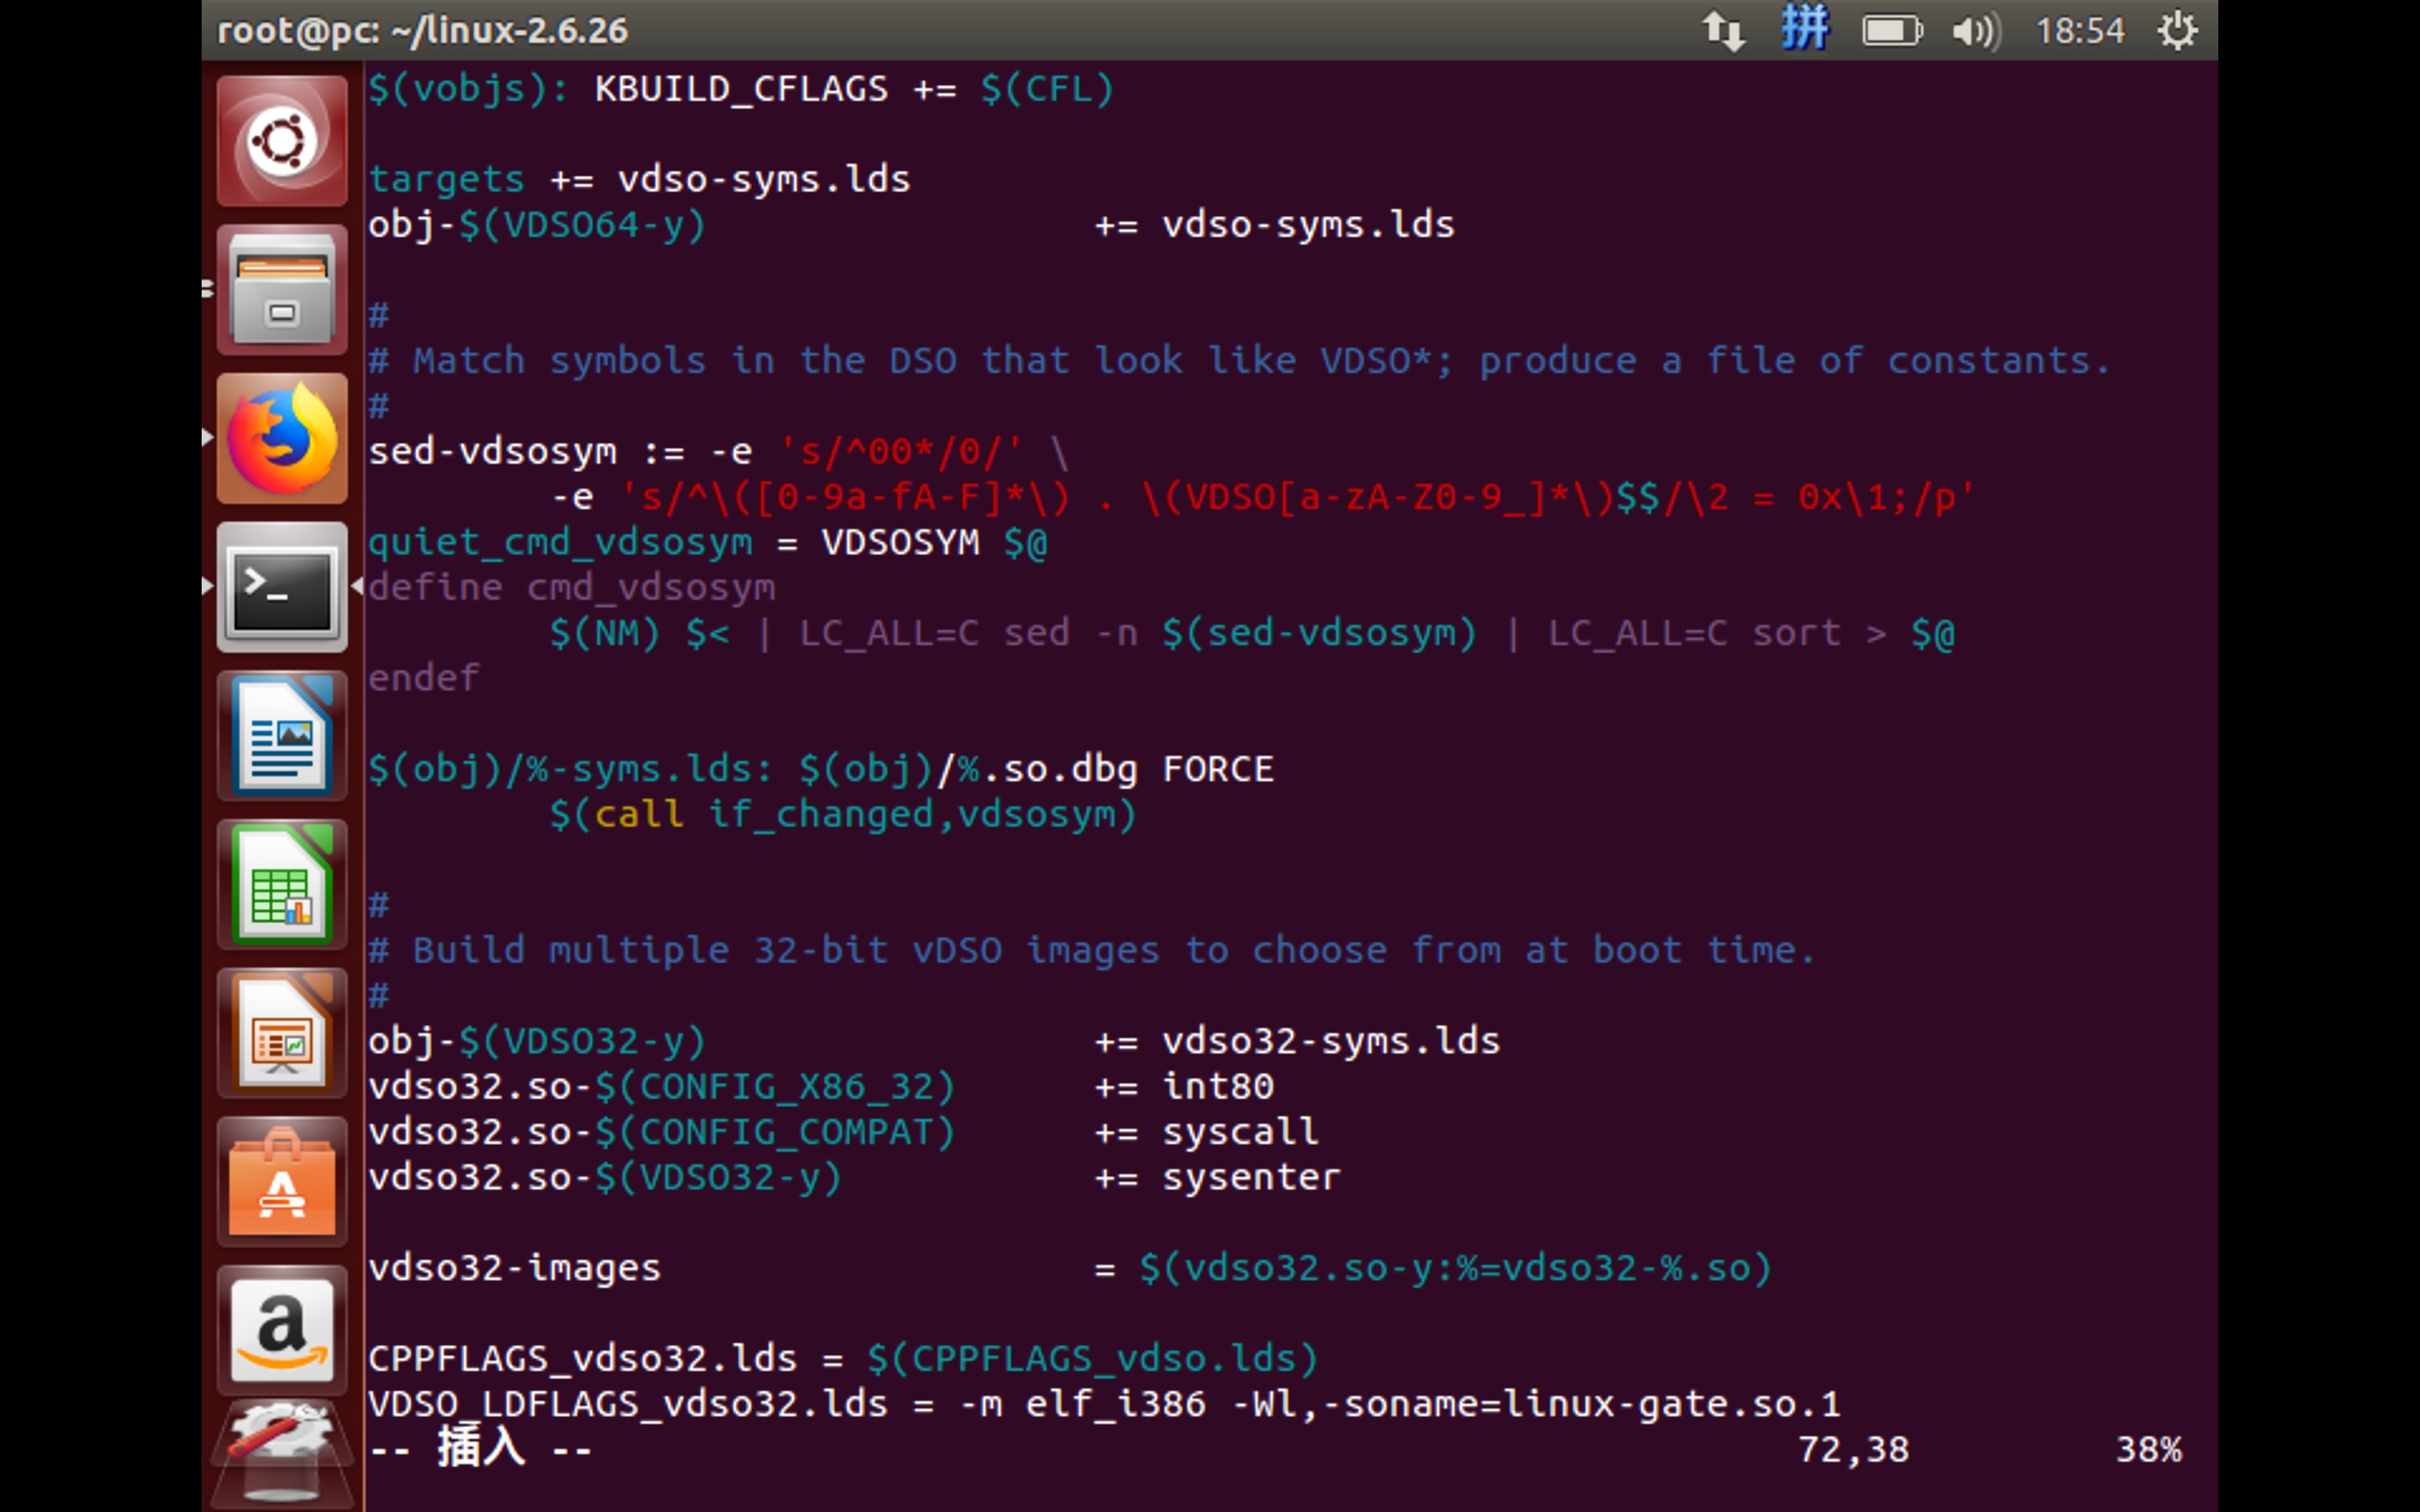 root@pc: ~/linux-2.6.26 拼 18:54
$(vobjs): KBUILD_CFLAGS += $(CFL)
targets += vdso-syms.lds
obj-$(VDSO64-y)                 += vdso-syms.lds
#
# Match symbols in the DSO that look like VDSO*; produce a file of constants.
#
sed-vdsosym := -e 's/^00*/0/' \
        -e 's/^\([0-9a-fA-F]*\) . \(VDSO[a-zA-Z0-9_]*\)$$/\2 = 0x\1;/p'
quiet_cmd_vdsosym = VDSOSYM $@
define cmd_vdsosym
        $(NM) $< | LC_ALL=C sed -n $(sed-vdsosym) | LC_ALL=C sort > $@
endef
$(obj)/%-syms.lds: $(obj)/%.so.dbg FORCE
        $(call if_changed,vdsosym)
#
# Build multiple 32-bit vDSO images to choose from at boot time.
#
obj-$(VDSO32-y)                 += vdso32-syms.lds
vdso32.so-$(CONFIG_X86_32)      += int80
vdso32.so-$(CONFIG_COMPAT)      += syscall
vdso32.so-$(VDSO32-y)           += sysenter
vdso32-images                   = $(vdso32.so-y:%=vdso32-%.so)
CPPFLAGS_vdso32.lds = $(CPPFLAGS_vdso.lds)
VDSO_LDFLAGS_vdso32.lds = -m elf_i386 -Wl,-soname=linux-gate.so.1
-- 插入 -- 72,38 38%